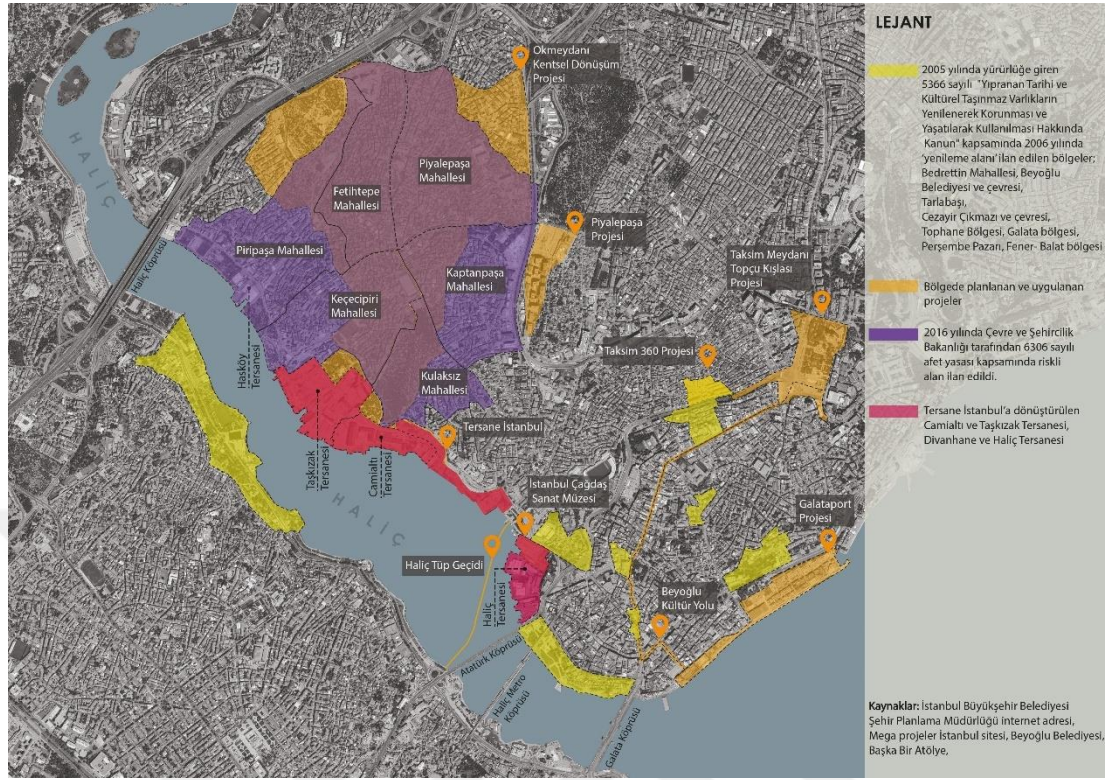 Okmeydanı
Kentsel Dönüşüm
Projesi
HALİÇ
Piyalepaşa
Mahallesi
Fetihtepe
Mahallesi
Piyalepaşa
Projesi
Piripaşa Mahallesi
Haliç Köprüsü
Kaptanpaşa
Mahallesi
Taksim Meydanı
Topçu Kışlası
Projesi
Keçecipiri
Mahallesi
Hasköy
Tersanesi
Taksim 360 Projesi
Kulaksız
Mahallesi
Tersane İstanbul
Taşkızak
Tersanesi
Camialtı
Tersanesi
HALİÇ
İstanbul Çağdaş
Sanat Müzesi
Galataport
Projesi
Haliç Tüp Geçidi
Haliç
Tersanesi
Beyoğlu
Kültür Yolu
Atatürk Köprüsü
Haliç Metro
Köprüsü
Galata Köprüsü
LEJANT
2005 yılında yürürlüğe giren
5366 sayılı "Yıpranan Tarihi ve
Kültürel Taşınmaz Varlıkların
Yenilenerek Korunması ve
Yaşatılarak Kullanılması Hakkında
Kanun" kapsamında 2006 yılında
'yenileme alanı' ilan edilen bölgeler;
Bedrettin Mahallesi, Beyoğlu
Belediyesi ve çevresi,
Tarlabaşı,
Cezayir Çıkmazı ve çevresi,
Tophane Bölgesi, Galata bölgesi,
Perşembe Pazarı, Fener- Balat bölgesi
Bölgede planlanan ve uygulanan
projeler
2016 yılında Çevre ve Şehircilik
Bakanlığı tarafından 6306 sayılı
afet yasası kapsamında riskli
alan ilan edildi.
Tersane İstanbul'a dönüştürülen
Camialtı ve Taşkızak Tersanesi,
Divanhane ve Haliç Tersanesi
Kaynaklar: İstanbul Büyükşehir Belediyesi
Şehir Planlama Müdürlüğü internet adresi,
Mega projeler İstanbul sitesi, Beyoğlu Belediyesi,
Başka Bir Atölye,